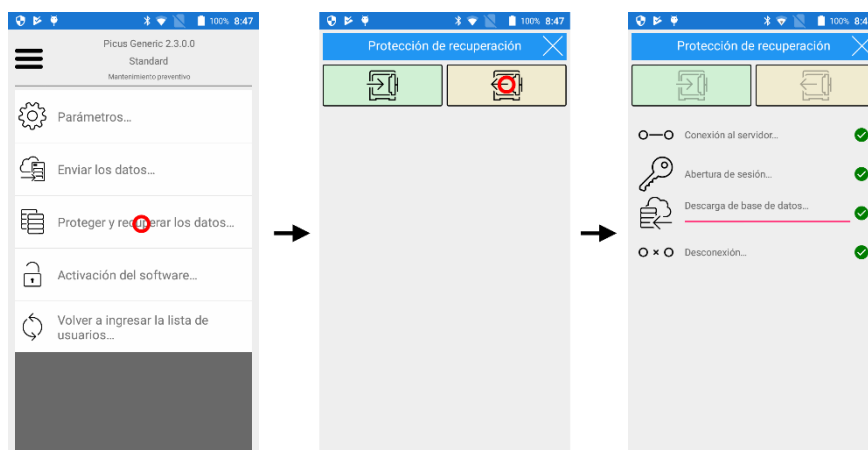 100% 8:47
Picus Generic 2.3.0.0
Standard
Mantenimiento preventivo
Parámetros...
Enviar los datos...
Proteger y recuperar los datos...
Activación del software...
Volver a ingresar la lista de
usuarios...
100% 8:47
Protección de recuperación
100% 8:4
Protección de recuperación
Conexión al servidor...
Abertura de sesión...
Descarga de base de datos...
Desconexión...